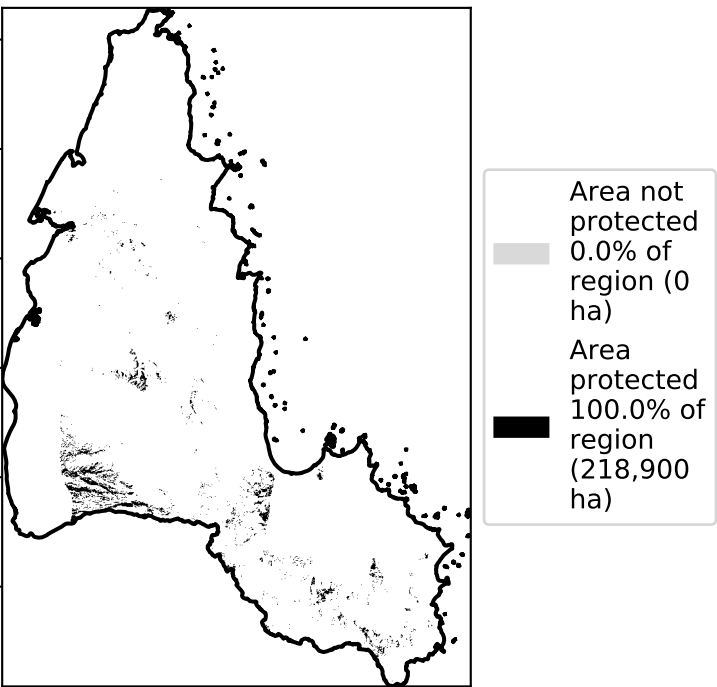 Area not
protected
0.0% of
region (0
ha)
Area
protected
100.0% of
region
(218,900
ha)